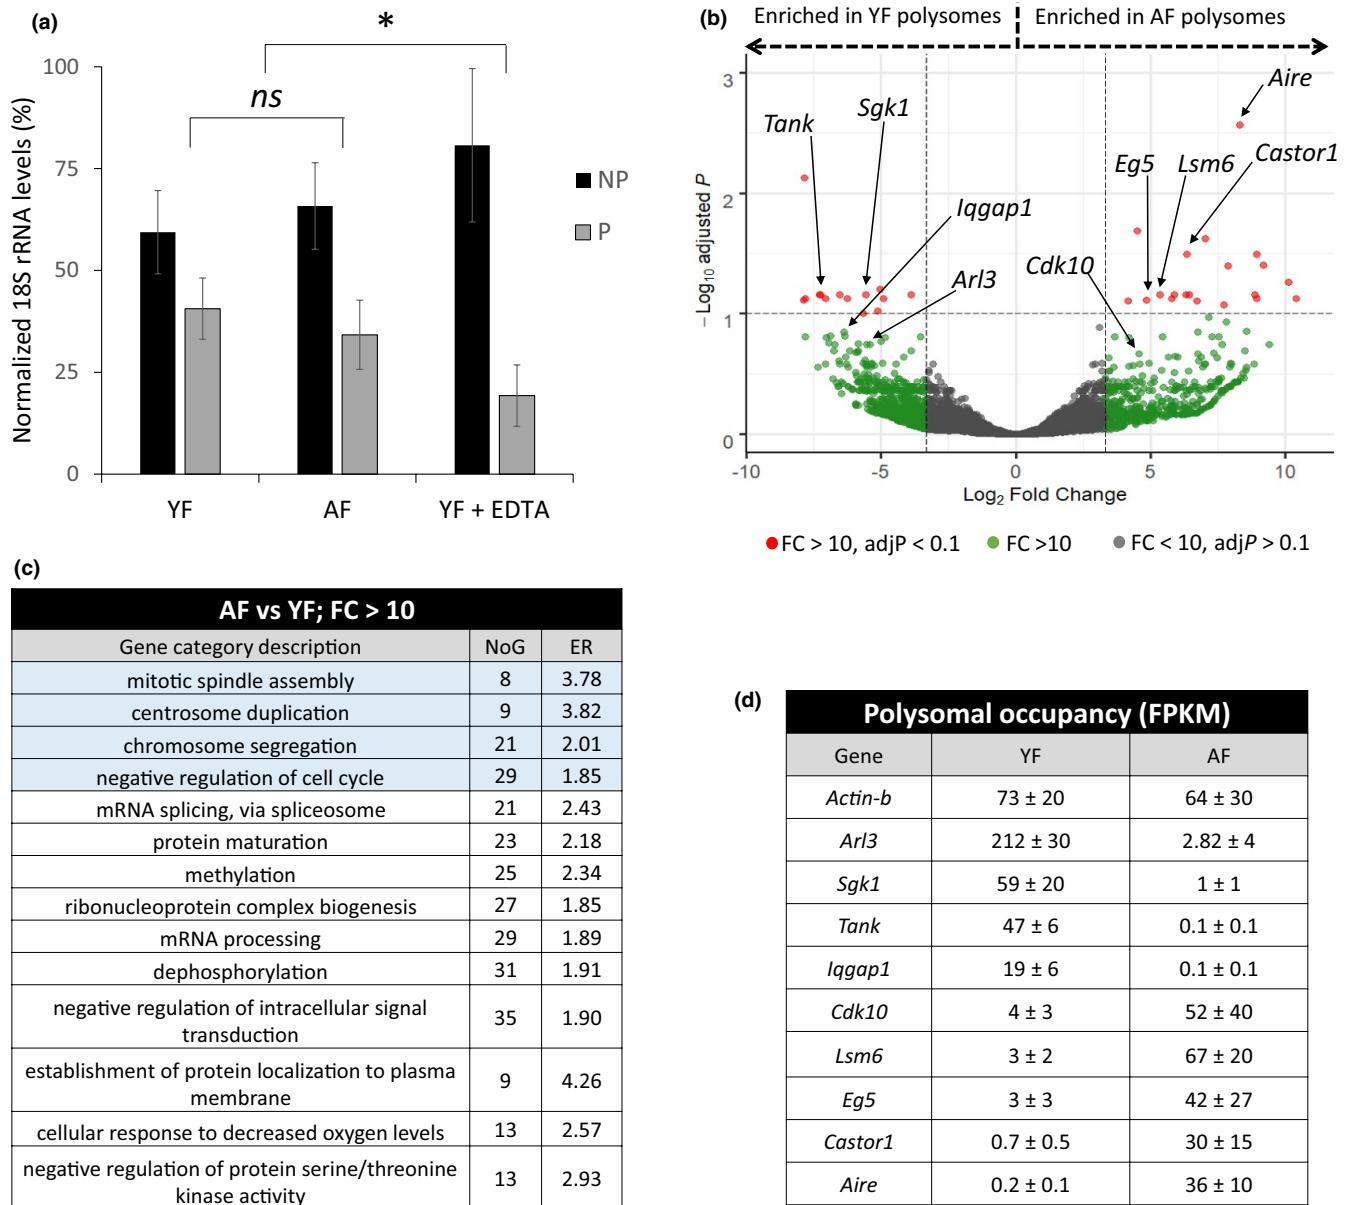 (a)
*
ns
Normalized 18S rRNA levels (%)
100
75
50
25
0
YF
AF
YF + EDTA
NP
P
(b)
Enriched in YF polysomes
Enriched in AF polysomes
3
2
1
0
- Log10 adjusted P
Tank
Sgk1
Iqgap1
Arl3
Cdk10
Eg5
Lsm6
Castor1
Aire
-10
-5
0
5
10
Log2 Fold Change
FC > 10, adjP < 0.1
FC >10
FC < 10, adjP > 0.1
(c)
AF vs YF; FC > 10
Gene category description NoG ER
mitotic spindle assembly 8 3.78
centrosome duplication 9 3.82
chromosome segregation 21 2.01
negative regulation of cell cycle 29 1.85
mRNA splicing, via spliceosome 21 2.43
protein maturation 23 2.18
methylation 25 2.34
ribonucleoprotein complex biogenesis 27 1.85
mRNA processing 29 1.89
dephosphorylation 31 1.91
negative regulation of intracellular signal
transduction 35 1.90
establishment of protein localization to plasma
membrane 9 4.26
cellular response to decreased oxygen levels 13 2.57
negative regulation of protein serine/threonine
kinase activity 13 2.93
(d)
Polysomal occupancy (FPKM)
Gene YF AF
Actin-b 73 ± 20 64 ± 30
Arl3 212 ± 30 2.82 ± 4
Sgk1 59 ± 20 1 ± 1
Tank 47 ± 6 0.1 ± 0.1
Iqgap1 19 ± 6 0.1 ± 0.1
Cdk10 4 ± 3 52 ± 40
Lsm6 3 ± 2 67 ± 20
Eg5 3 ± 3 42 ± 27
Castor1 0.7 ± 0.5 30 ± 15
Aire 0.2 ± 0.1 36 ± 10